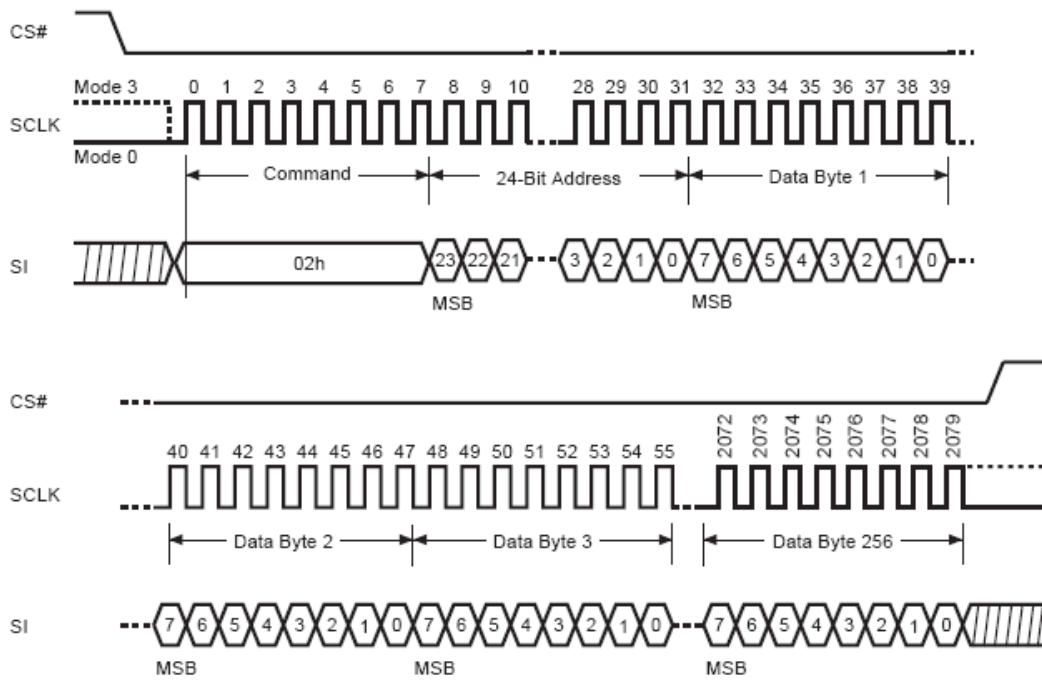 CS#
Mode 3 0 1 2 3 4 5 6 7 8 9 10 28 29 30 31 32 33 34 35 36 37 38 39
SCLK
Mode 0
Command 24-Bit Address Data Byte 1
SI 02h 23 22 21 3 2 1 0 7 6 5 4 3 2 1 0
MSB MSB
CS#
2072 2073 2074 2075 2076 2077 2078 2079
40 41 42 43 44 45 46 47 48 49 50 51 52 53 54 55
SCLK
Data Byte 2 Data Byte 3 Data Byte 256
SI 7 6 5 4 3 2 1 0 7 6 5 4 3 2 1 0 7 6 5 4 3 2 1 0
MSB MSB MSB